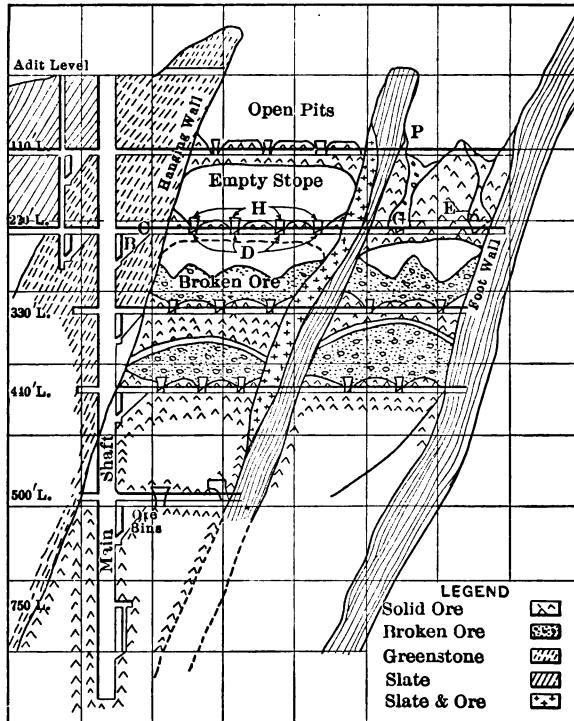 Adit Level
Open Pits
Hanging Wall
P
110 L.
Empty Stope
H
E
G
220 L.
C
B
D
Foot Wall
Broken Ore
330 L.
410'L.
Shaft
500'L.
Ore
Bins
Main
750 L.
LEGEND
Solid Ore
Broken Ore
Greenstone
Slate
Slate & Ore